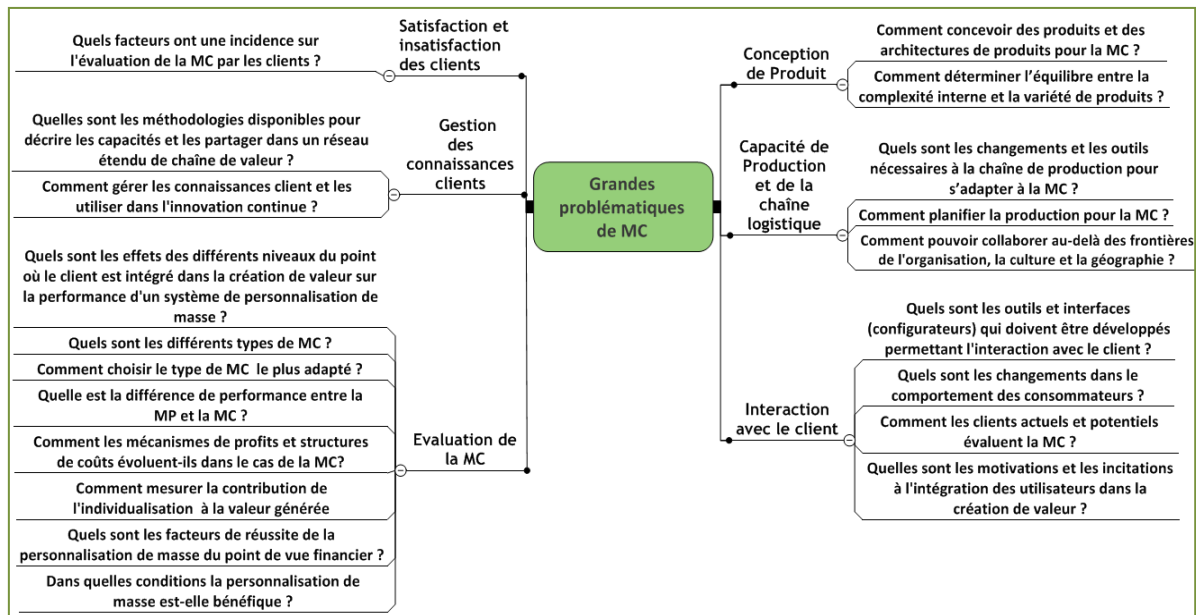 Grandes
problématiques
de MC
Satisfaction et
insatisfaction
des clients
Quels facteurs ont une incidence sur
l'évaluation de la MC par les clients ?
Gestion
des
connaissances
clients
Quelles sont les méthodologies disponibles pour
décrire les capacités et les partager dans un réseau
étendu de chaîne de valeur ?
Comment gérer les connaissances client et les
utiliser dans l'innovation continue ?
Evaluation de
la MC
Quels sont les effets des différents niveaux du point
où le client est intégré dans la création de valeur sur
la performance d'un système de personnalisation de
masse ?
Quels sont les différents types de MC ?
Comment choisir le type de MC le plus adapté ?
Quelle est la différence de performance entre la
MP et la MC ?
Comment les mécanismes de profits et structures
de coûts évoluent-ils dans le cas de la MC?
Comment mesurer la contribution de
l'individualisation à la valeur générée
Quels sont les facteurs de réussite de la
personnalisation de masse du point de vue financier ?
Dans quelles conditions la personnalisation de
masse est-elle bénéfique ?
Conception
de Produit
Comment concevoir des produits et des
architectures de produits pour la MC ?
Comment déterminer l’équilibre entre la
complexité interne et la variété de produits ?
Capacité de
Production
et de la
chaîne
logistique
Quels sont les changements et les outils
nécessaires à la chaîne de production pour
s’adapter à la MC ?
Comment planifier la production pour la MC ?
Comment pouvoir collaborer au-delà des frontières
de l'organisation, la culture et la géographie ?
Interaction
avec le client
Quels sont les outils et interfaces
(configurateurs) qui doivent être développés
permettant l'interaction avec le client ?
Quels sont les changements dans le
comportement des consommateurs ?
Comment les clients actuels et potentiels
évaluent la MC ?
Quelles sont les motivations et les incitations
à l'intégration des utilisateurs dans la
création de valeur ?